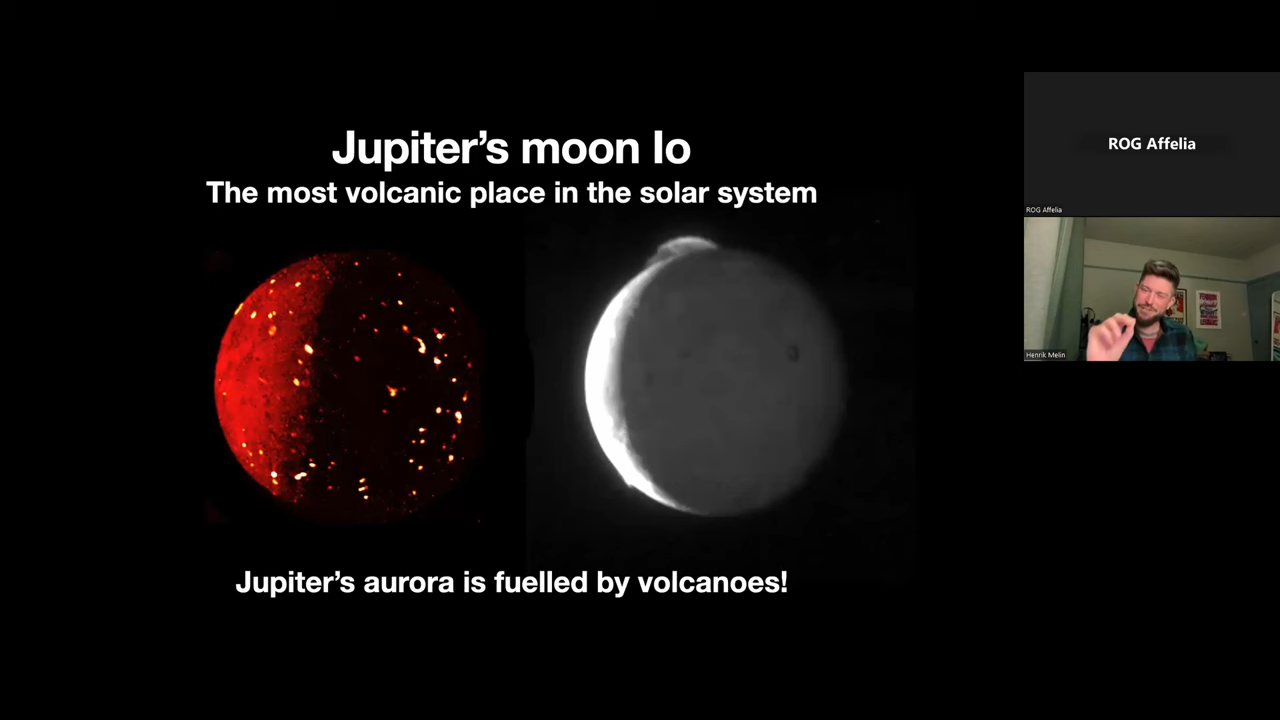 Jupiter's moon Io
The most volcanic place in the solar system
Jupiter's aurora is fuelled by volcanoes!
ROG Affelia
ROG Affelia
Henrik Melin